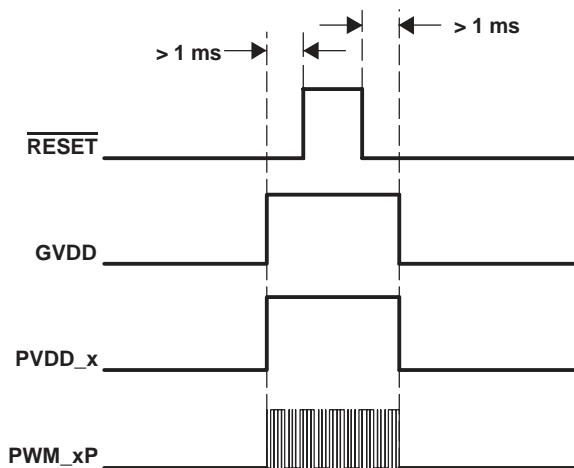 > 1 ms
> 1 ms
RESET
GVDD
PVDD_x
PWM_xP